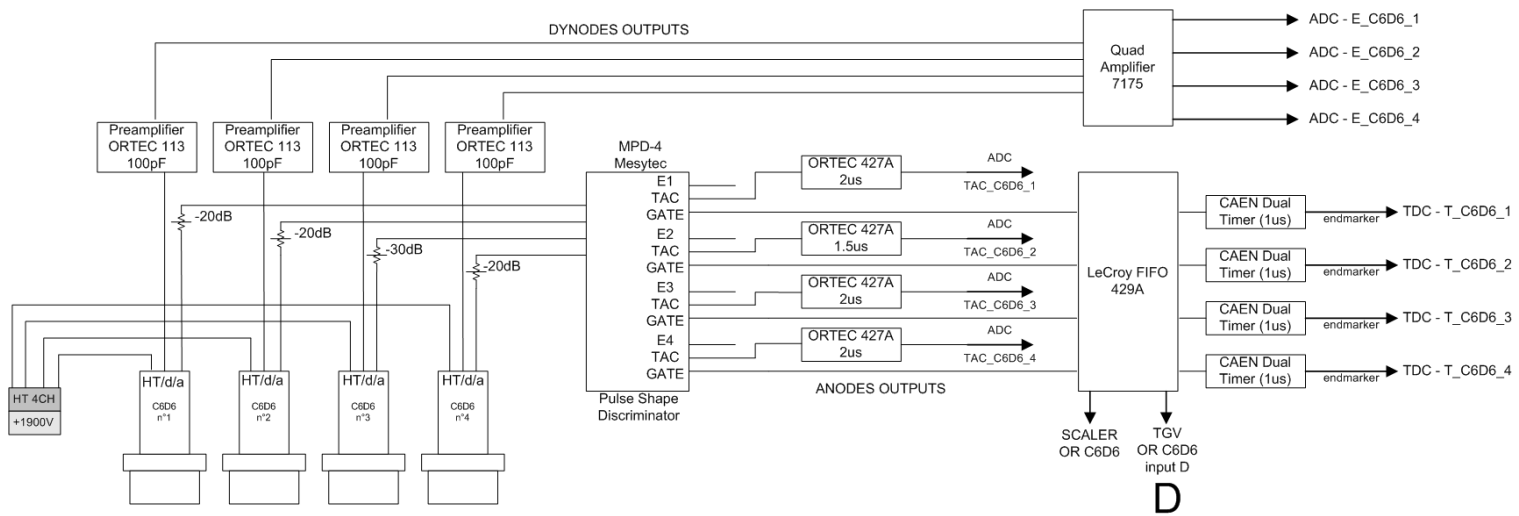 DYNODES OUTPUTS
Quad
Amplifier
7175
ADC - E_C6D6_1
ADC - E_C6D6_2
ADC - E_C6D6_3
ADC - E_C6D6_4
Preamplifier
ORTEC 113
100pF
Preamplifier
ORTEC 113
100pF
Preamplifier
ORTEC 113
100pF
Preamplifier
ORTEC 113
100pF
-20dB
-20dB
-30dB
-20dB
MPD-4
Mesytec
E1
TAC
GATE
E2
TAC
GATE
E3
TAC
GATE
E4
TAC
GATE
Pulse Shape
Discriminator
ORTEC 427A
2us
ADC
TAC_C6D6_1
ORTEC 427A
1.5us
ADC
TAC_C6D6_2
ORTEC 427A
2us
ADC
TAC_C6D6_3
ORTEC 427A
2us
ADC
TAC_C6D6_4
ANODES OUTPUTS
LeCroy FIFO
429A
CAEN Dual
Timer (1us)
endmarker
TDC - T_C6D6_1
CAEN Dual
Timer (1us)
endmarker
TDC - T_C6D6_2
CAEN Dual
Timer (1us)
endmarker
TDC - T_C6D6_3
CAEN Dual
Timer (1us)
endmarker
TDC - T_C6D6_4
SCALER
OR C6D6
TGV
OR C6D6
input D
D
HT 4CH
+1900V
HT/d/a
C6D6
n°1
HT/d/a
C6D6
n°2
HT/d/a
C6D6
n°3
HT/d/a
C6D6
n°4